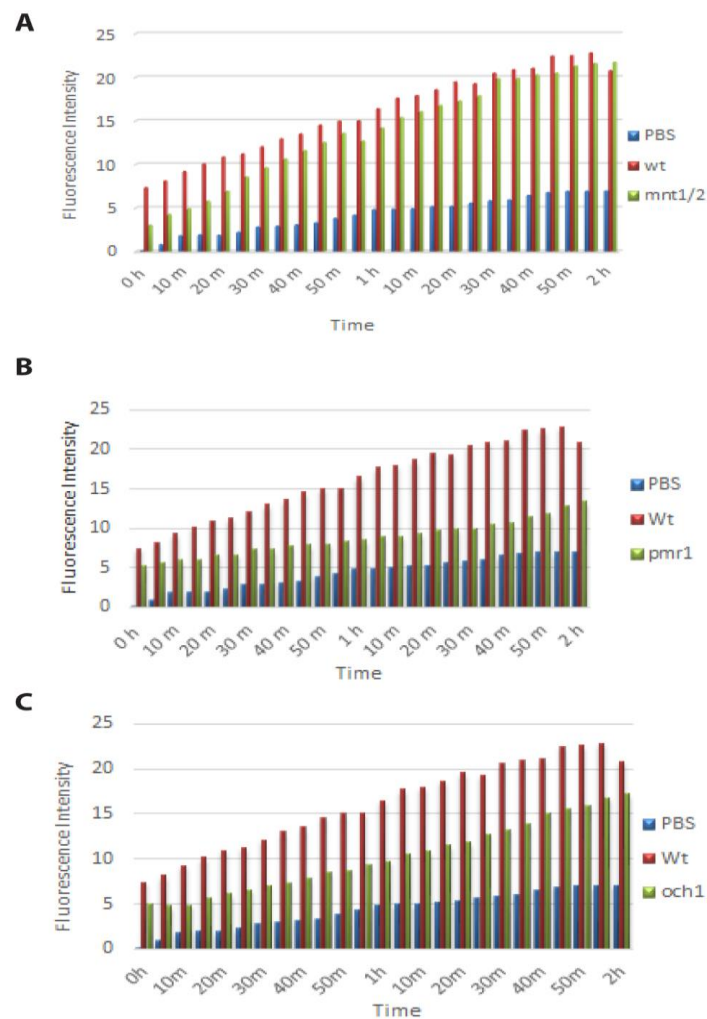 A
Fluorescence Intensity
25
20
15
10
5
0
0 h
10 m
20 m
30 m
40 m
50 m
1 h
10 m
20 m
30 m
40 m
50 m
2 h
Time
PBS
wt
mnt1/2
B
Fluorescence Intensity
25
20
15
10
5
0
0 h
10 m
20 m
30 m
40 m
50 m
1 h
10 m
20 m
30 m
40 m
50 m
2 h
Time
PBS
Wt
pmr1
C
Fluorescence Intensity
25
20
15
10
5
0
0h
10m
20m
30m
40m
50m
1h
10m
20m
30m
40m
50m
2h
Time
PBS
Wt
och1